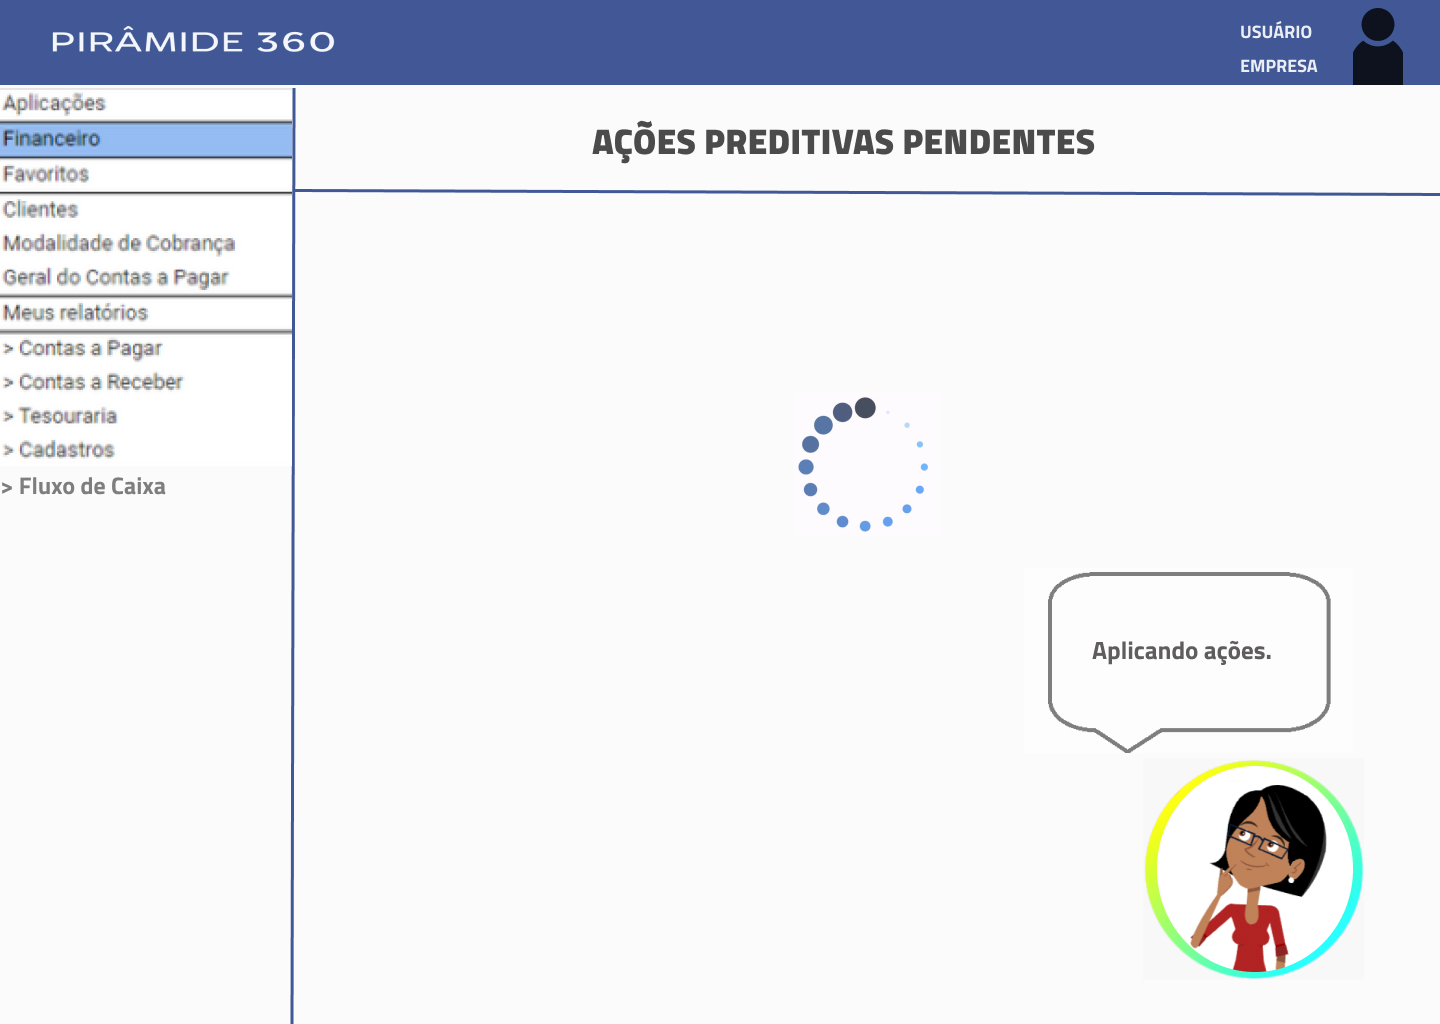 PIRÂMIDE 360
USUÁRIO
EMPRESA
Aplicações
Financeiro
Favoritos
Clientes
Modalidade de Cobrança
Geral do Contas a Pagar
Meus relatórios
> Contas a Pagar
> Contas a Receber
> Tesouraria
> Cadastros
> Fluxo de Caixa
AÇÕES PREDITIVAS PENDENTES
Aplicando ações.